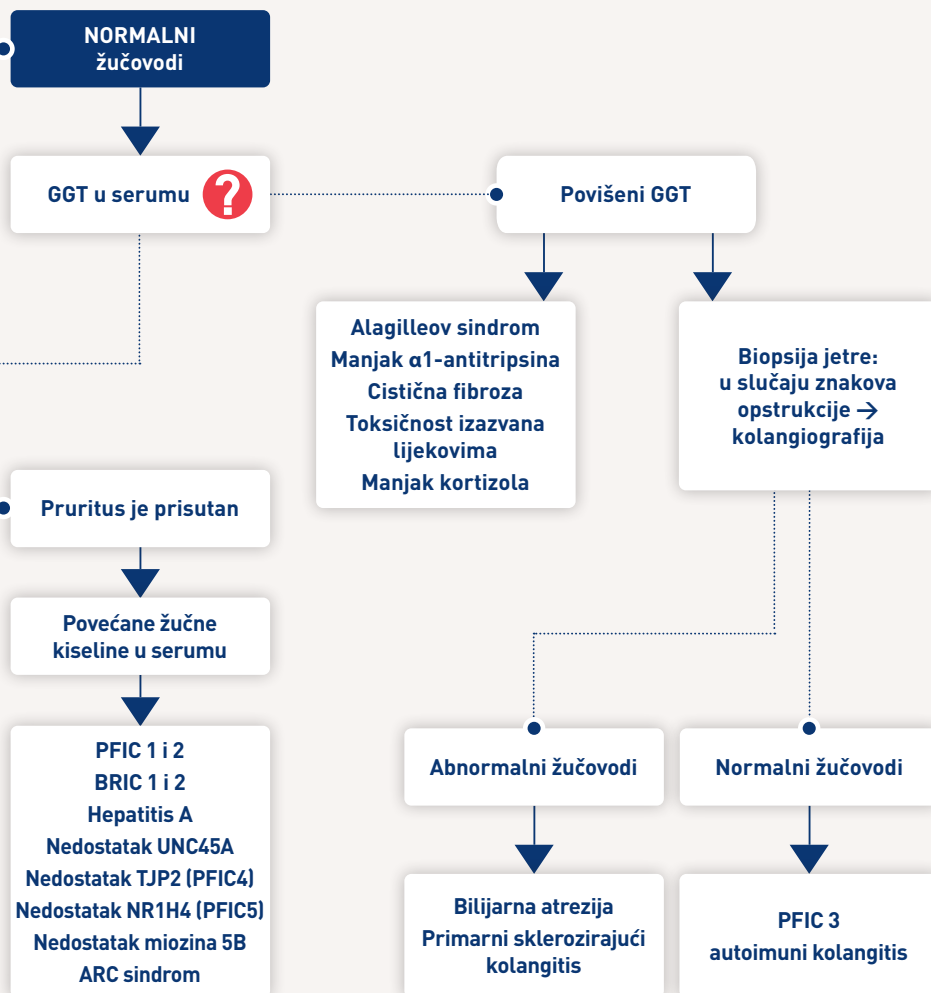 NORMALNI
žučovodi
GGT u serumu ?
Povišeni GGT
Alagilleov sindrom
Manjak α1-antitripsina
Cistična fibroza
Toksičnost izazvana
lijekovima
Manjak kortizola
Biopsija jetre:
u slučaju znakova
opstrukcije →
kolangiografija
Pruritus je prisutan
Povećane žučne
kiseline u serumu
PFIC 1 i 2
BRIC 1 i 2
Hepatitis A
Nedostatak UNC45A
Nedostatak TJP2 (PFIC4)
Nedostatak NR1H4 (PFIC5)
Nedostatak miozina 5B
ARC sindrom
Abnormalni žučovodi
Normalni žučovodi
Bilijarna atrezija
Primarni sklerozirajući
kolangitis
PFIC 3
autoimuni kolangitis